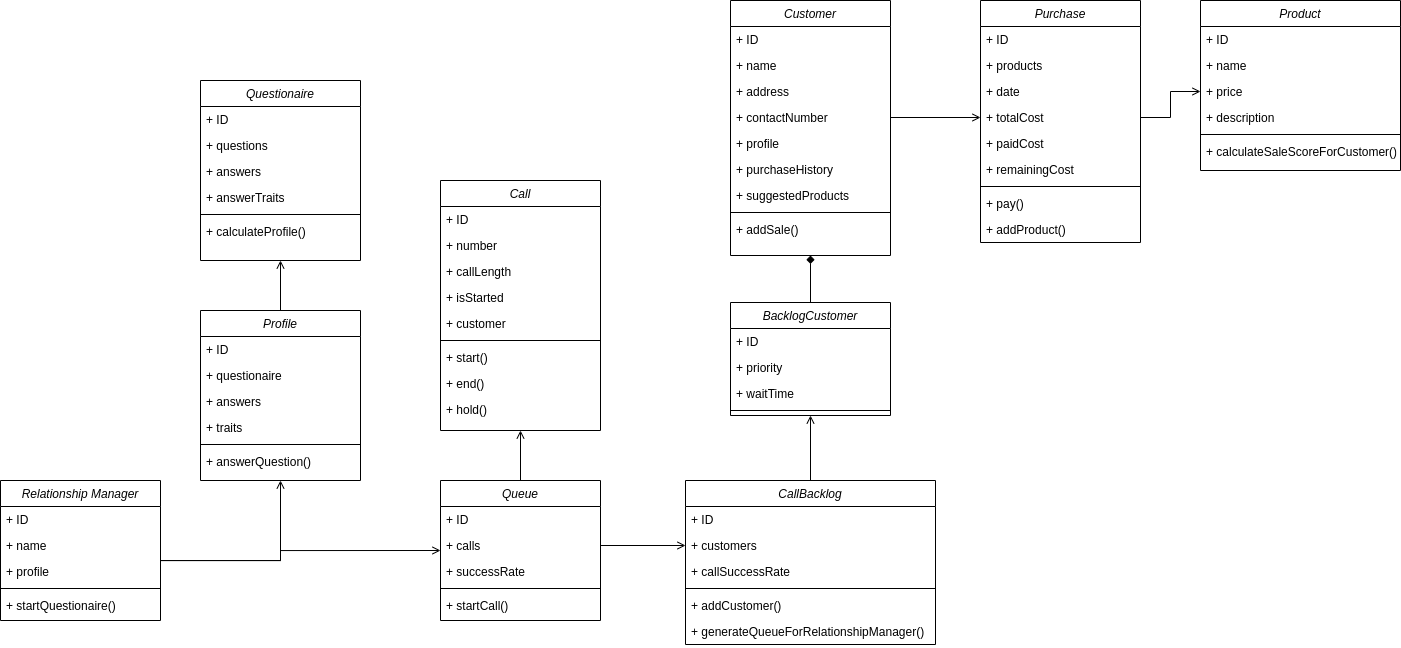 Customer
+ ID
+ name
+ address
+ contactNumber
+ profile
+ purchaseHistory
+ suggestedProducts
+ addSale()
Purchase
+ ID
+ products
+ date
+ totalCost
+ paidCost
+ remainingCost
+ pay()
+ addProduct()
Product
+ ID
+ name
+ price
+ description
+ calculateSaleScoreForCustomer()
Questionaire
+ ID
+ questions
+ answers
+ answerTraits
+ calculateProfile()
Call
+ ID
+ number
+ callLength
+ isStarted
+ customer
+ start()
+ end()
+ hold()
Profile
+ ID
+ questionaire
+ answers
+ traits
+ answerQuestion()
BacklogCustomer
+ ID
+ priority
+ waitTime
Relationship Manager
+ ID
+ name
+ profile
+ startQuestionaire()
Queue
+ ID
+ calls
+ successRate
+ startCall()
CallBacklog
+ ID
+ customers
+ callSuccessRate
+ addCustomer()
+ generateQueueForRelationshipManager()